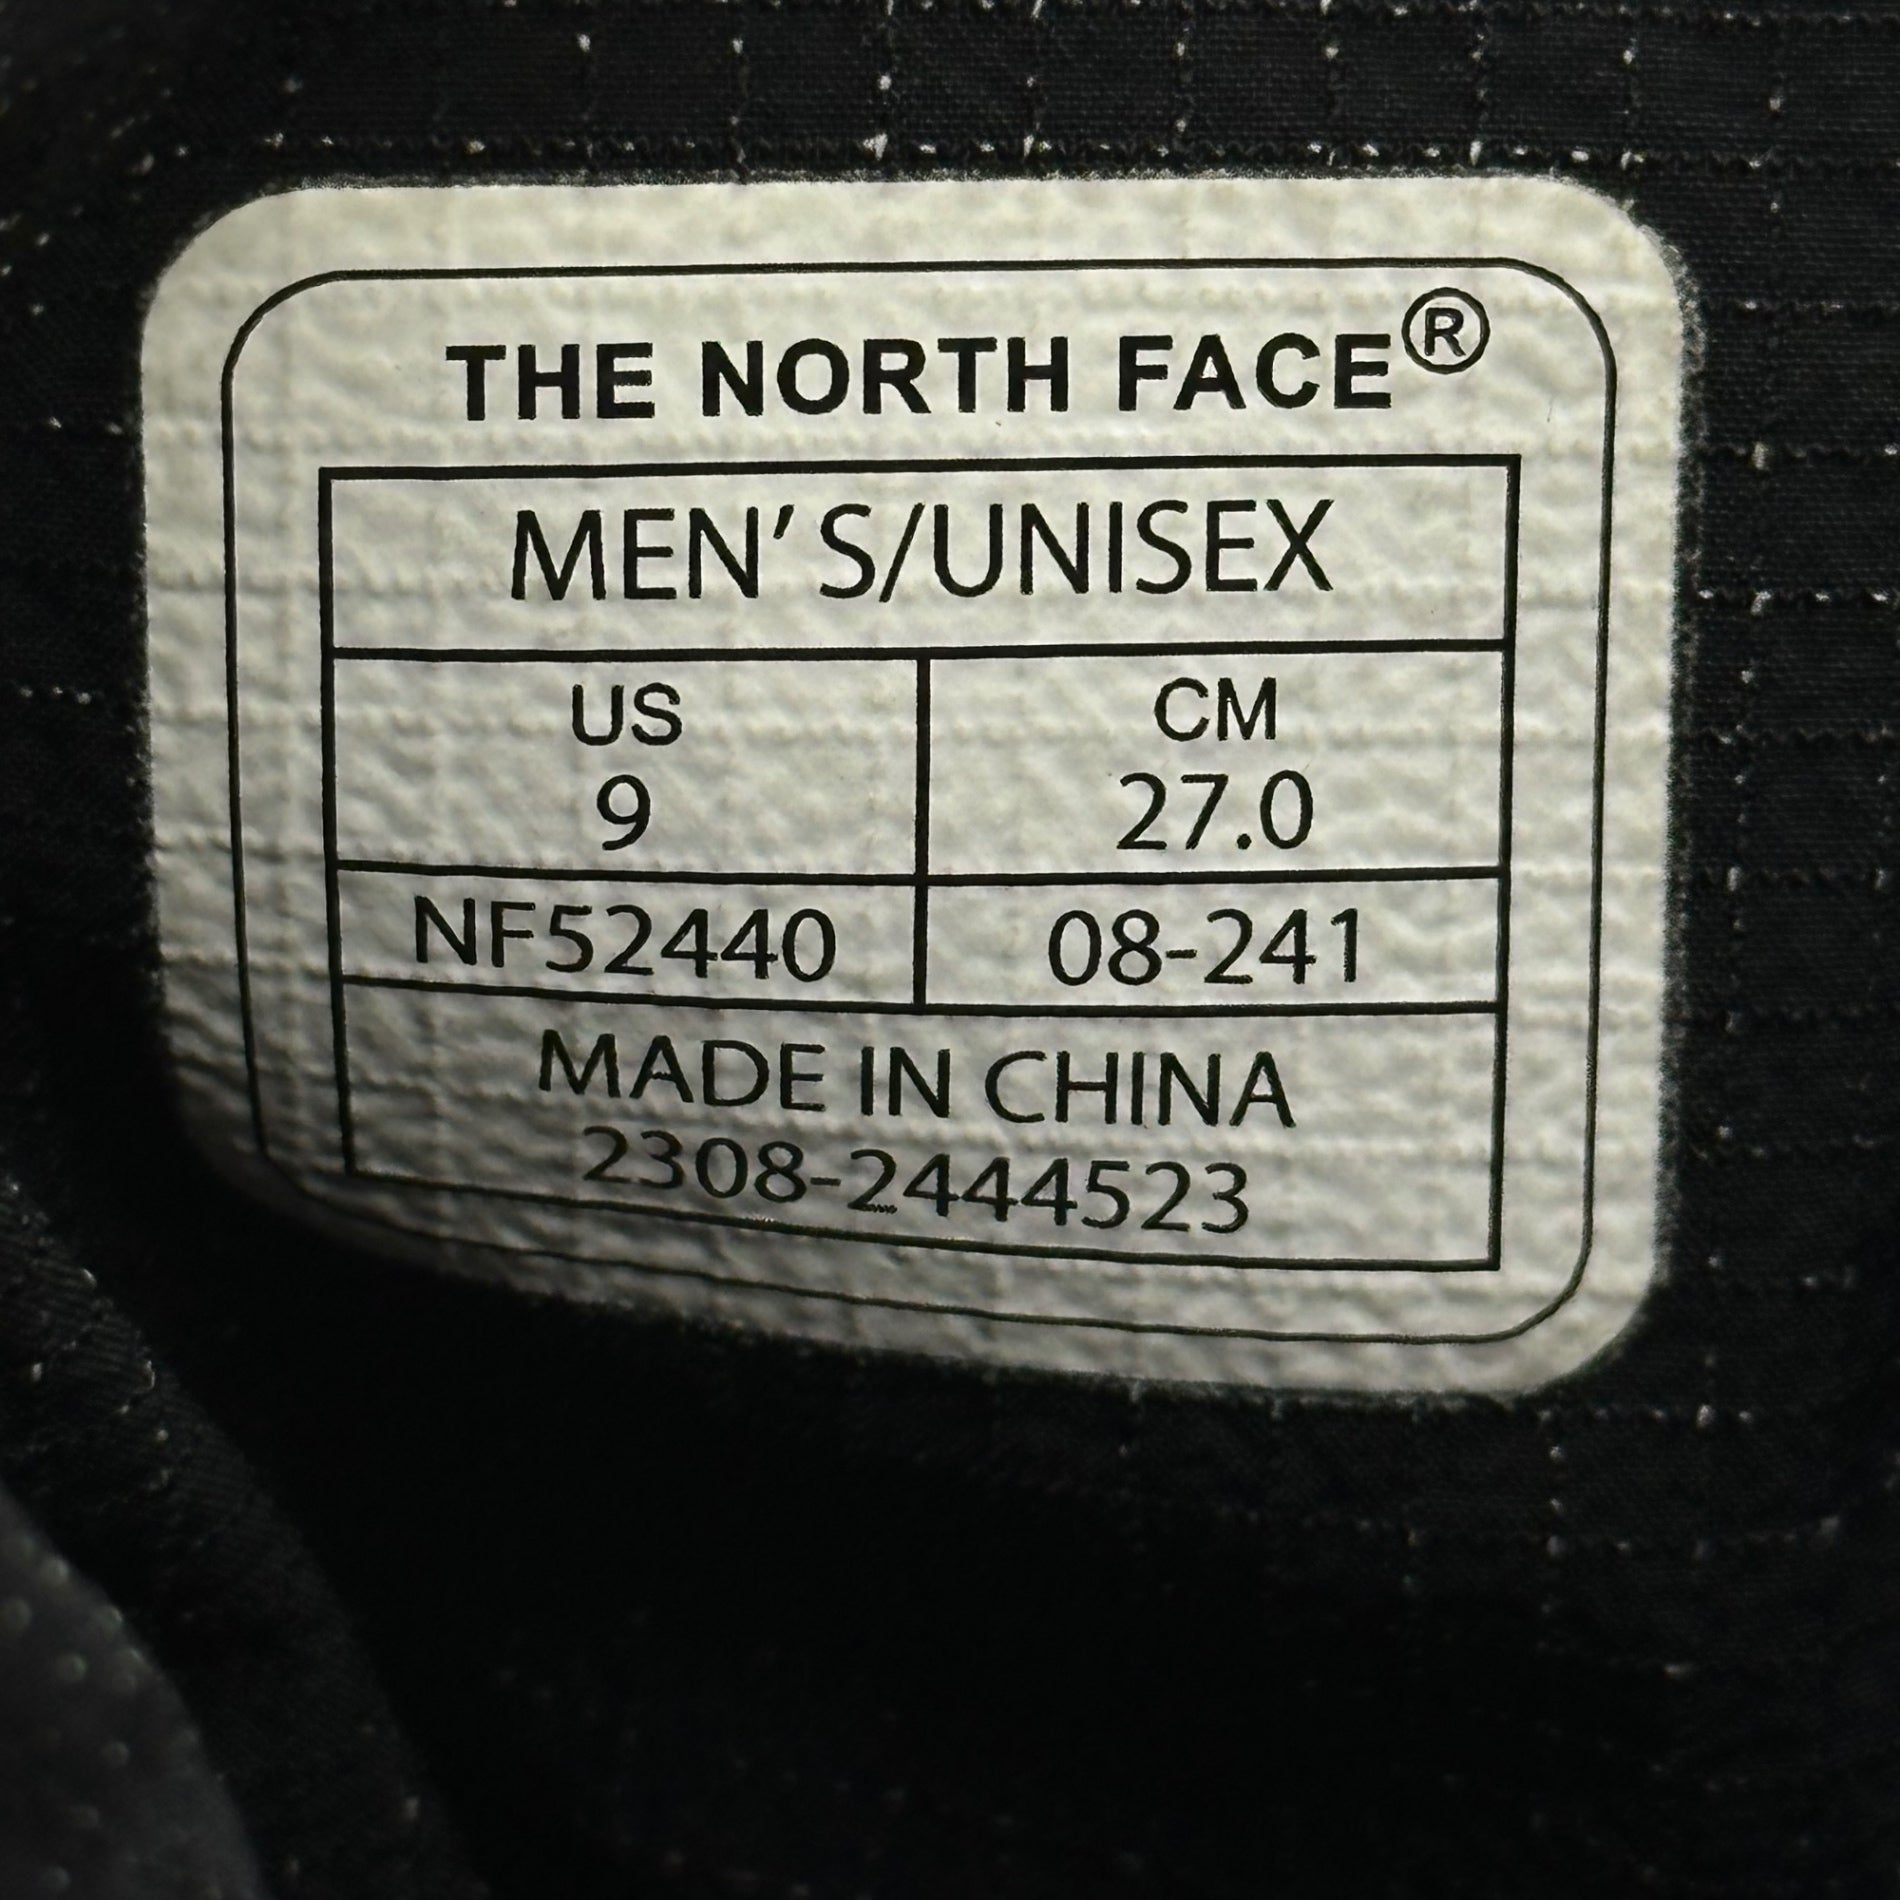 THE NORTH FACE®
MEN'S/UNISEX
US CM
9 27.0
NF52440 08-241
MADE IN CHINA
2308-2444523